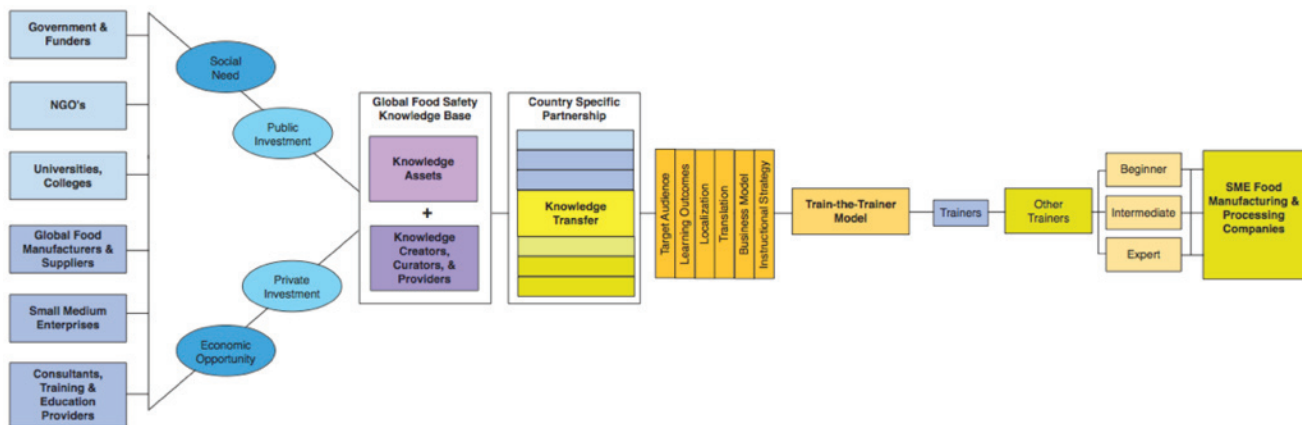 Government &
Funders
NGO's
Universities,
Colleges
Global Food
Manufacturers &
Suppliers
Small Medium
Enterprises
Consultants,
Training &
Education
Providers
Social
Need
Public
Investment
Private
Investment
Economic
Opportunity
Global Food Safety
Knowledge Base
Knowledge
Assets
+
Knowledge
Creators,
Curators, &
Providers
Country Specific
Partnership
Knowledge
Transfer
Target Audience
Learning Outcomes
Localization
Translation
Business Model
Instructional Strategy
Train-the-Trainer
Model
Trainers
Other
Trainers
Beginner
Intermediate
Expert
SME Food
Manufacturing &
Processing
Companies